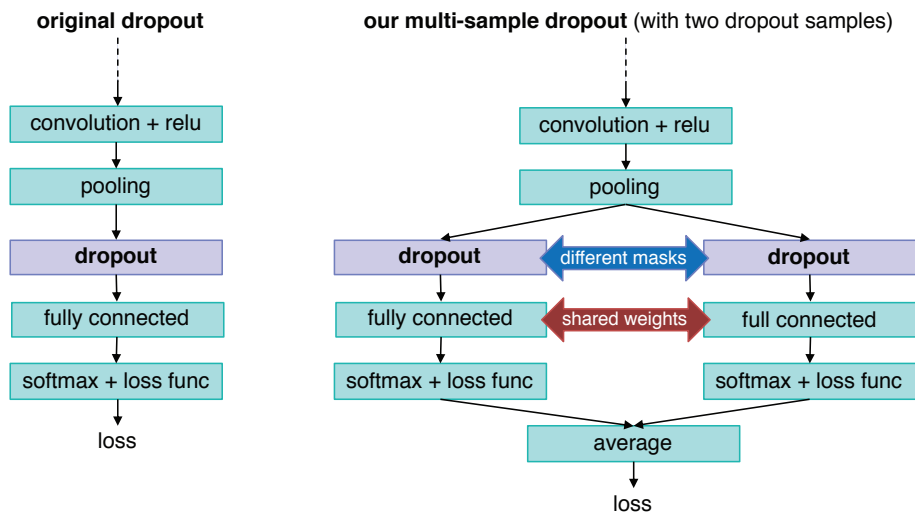 original dropout
convolution + relu
pooling
dropout
fully connected
softmax + loss func
loss
our multi-sample dropout (with two dropout samples)
convolution + relu
pooling
dropout
different masks
dropout
fully connected
shared weights
full connected
softmax + loss func
softmax + loss func
average
loss